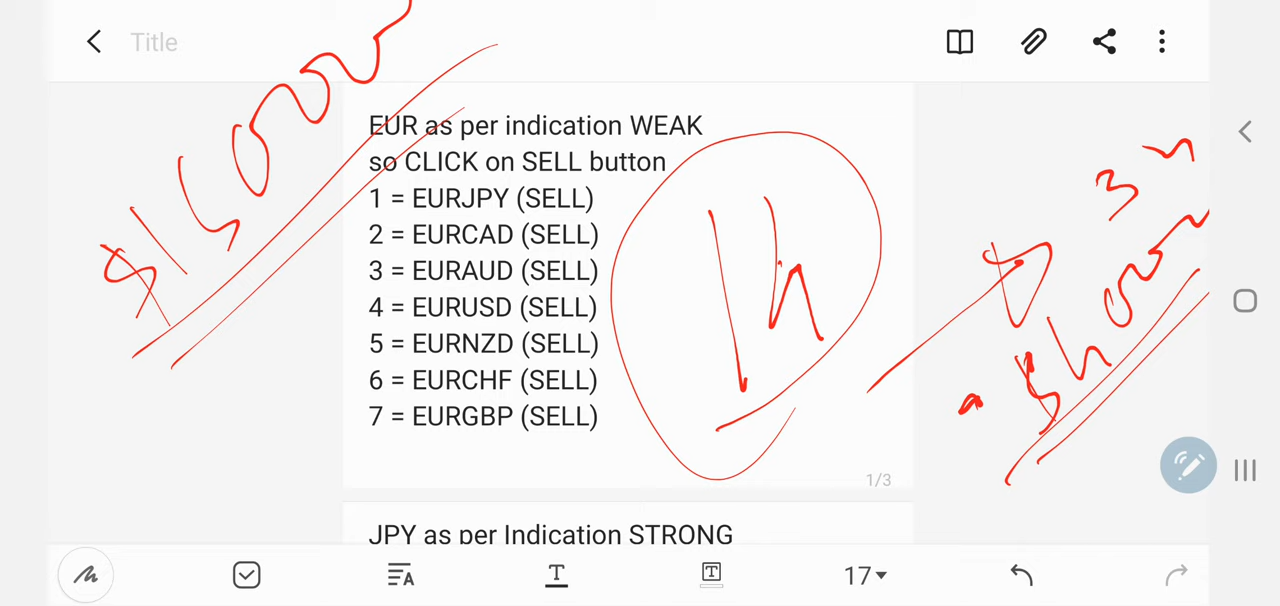 Title
EUR as per indication WEAK
so CLICK on SELL button
1 = EURJPY (SELL)
2 = EURCAD (SELL)
3 = EURAUD (SELL)
4 = EURUSD (SELL)
5 = EURNZD (SELL)
6 = EURCHF (SELL)
7 = EURGBP (SELL)
1/3
JPY as per Indication STRONG
17
$15000
1h